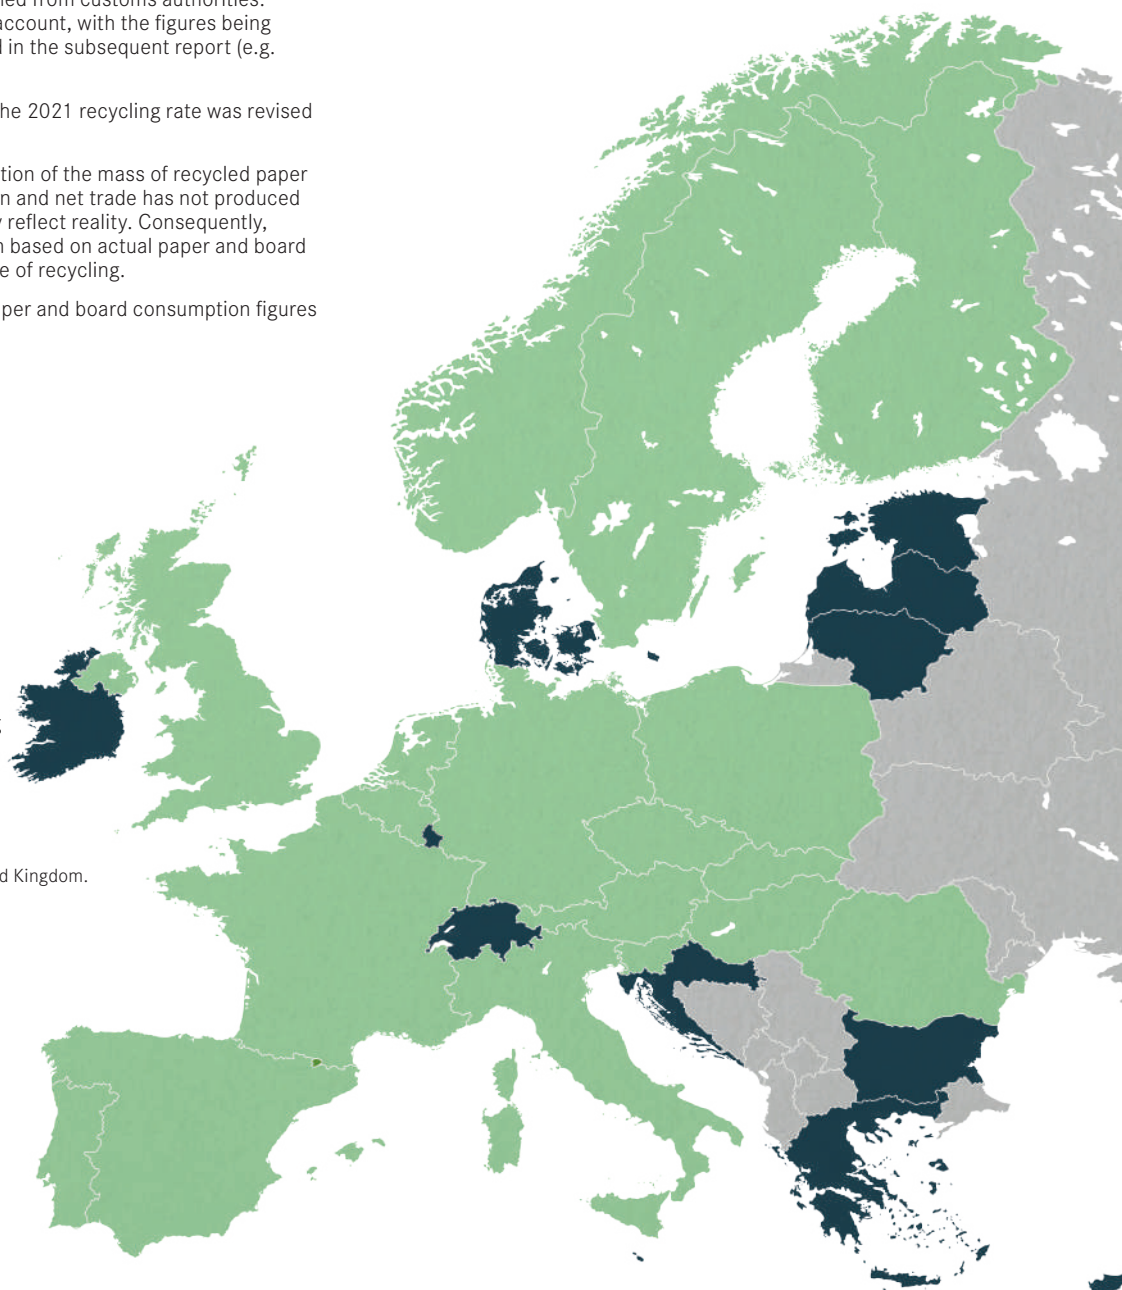 ed from customs authorities.
account, with the figures being
in the subsequent report (e.g.
he 2021 recycling rate was revised
tion of the mass of recycled paper
n and net trade has not produced
reflect reality. Consequently,
based on actual paper and board
e of recycling.
per and board consumption figures
d Kingdom.